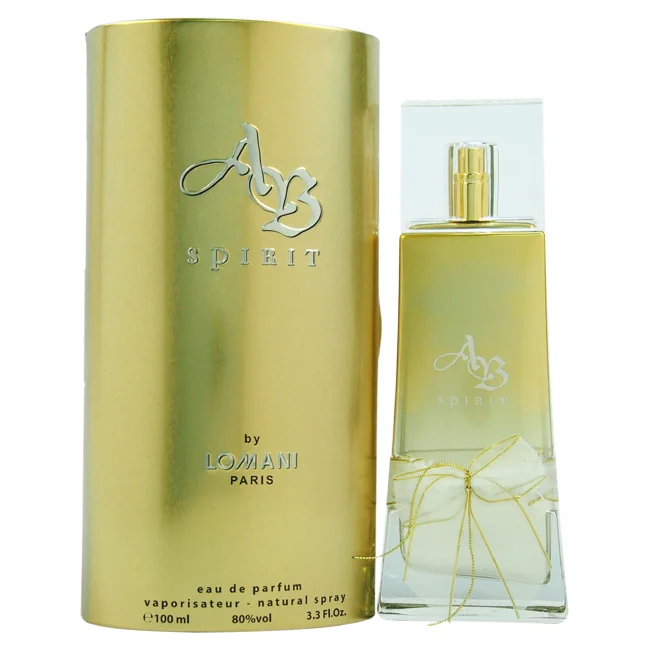 AB
SPIRIT
by
LOMANI
PARIS
eau de parfum
vaporisateur - natural spray
℮100 ml 80%vol 3.3 Fl.Oz.
AB
SPIRIT